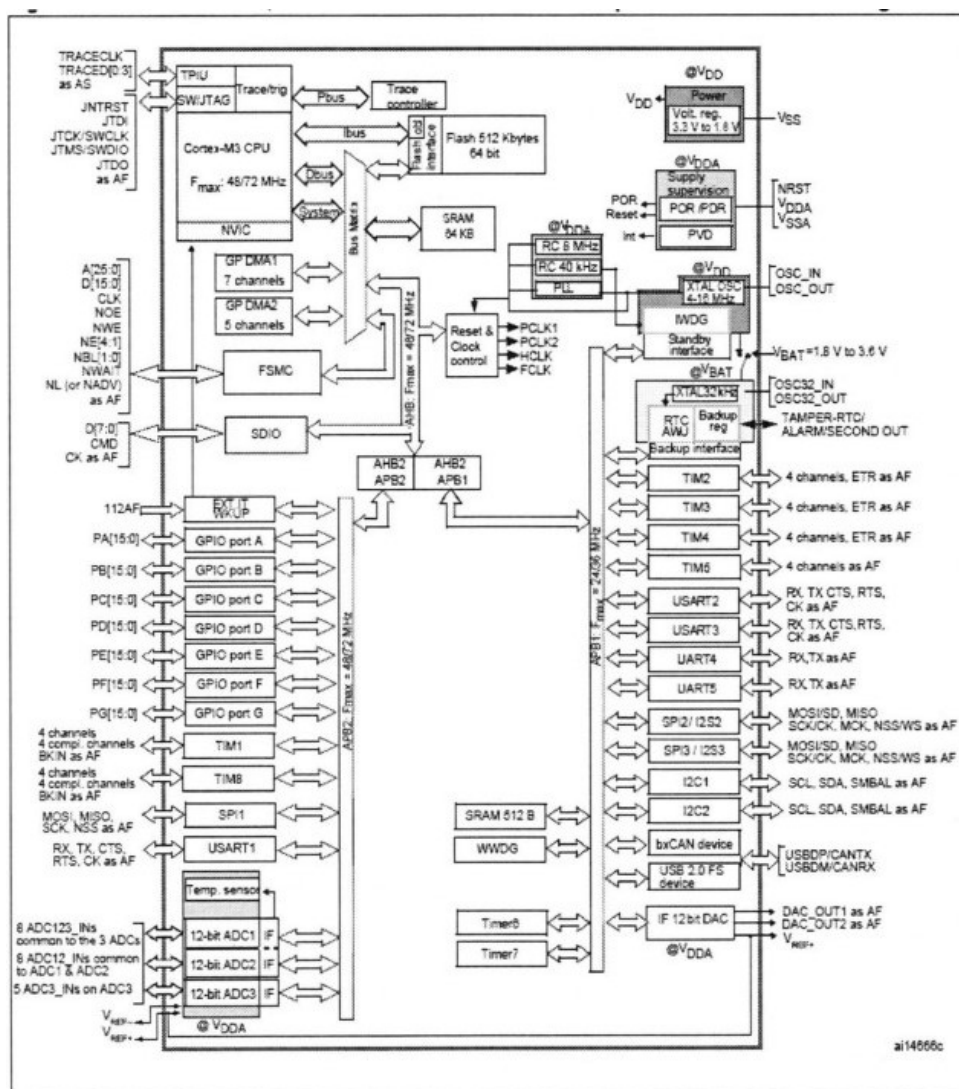 TRACECLK
TRACED[0:3]
as AS
JNTRST
JTDI
JTCK/SWCLK
JTMS/SWDIO
JTDO
as AF
TPIU
SW/JTAG
Trace/trig
Cortex-M3 CPU
Fmax: 48/72 MHz
NVIC
Pbus
Trace
controller
Ibus
Dbus
System
Flash obl
interface
Flash 512 Kbytes
64 bit
Bus Matrix
SRAM
64 KB
GP DMA1
7 channels
GP DMA2
5 channels
A[25:0]
D[15:0]
CLK
NOE
NWE
NE[4:1]
NBL[1:0]
NWAIT
NL (or NADV)
as AF
FSMC
D[7:0]
CMD
CK as AF
SDIO
AHB: Fmax = 48/72 MHz
Reset &
Clock
control
PCLK1
PCLK2
HCLK
FCLK
@VDDA
RC 8 MHz
RC 40 kHz
PLL
@VDD
Power
VDD
Volt. reg.
3.3 V to 1.8 V
VSS
@VDDA
Supply
supervision
POR
Reset
Int
POR / PDR
PVD
NRST
VDDA
VSSA
@VDD
XTAL OSC
4-16 MHz
OSC_IN
OSC_OUT
IWDG
Standby
interface
VBAT=1.8 V to 3.6 V
@VBAT
XTAL32kHz
OSC32_IN
OSC32_OUT
RTC
AWU
Backup
reg
Backup interface
TAMPER-RTC/
ALARM/SECOND OUT
AHB2
APB2
AHB2
APB1
112AF
EXT.IT
WKUP
PA[15:0]
GPIO port A
PB[15:0]
GPIO port B
PC[15:0]
GPIO port C
PD[15:0]
GPIO port D
PE[15:0]
GPIO port E
PF[15:0]
GPIO port F
PG[15:0]
GPIO port G
4 channels
4 compl. channels
BKIN as AF
TIM1
4 channels
4 compl. channels
BKIN as AF
TIM8
MOSI, MISO,
SCK, NSS as AF
SPI1
RX, TX, CTS,
RTS, CK as AF
USART1
Temp. sensor
8 ADC123_INs
common to the 3 ADCs
12-bit ADC1 IF
8 ADC12_INs common
to ADC1 & ADC2
12-bit ADC2 IF
5 ADC3_INs on ADC3
12-bit ADC3 IF
VREF–
VREF+
@ VDDA
APB2: Fmax = 48/72 MHz
APB1: Fmax = 24/36 MHz
TIM2
4 channels, ETR as AF
TIM3
4 channels, ETR as AF
TIM4
4 channels, ETR as AF
TIM5
4 channels as AF
USART2
RX, TX, CTS, RTS,
CK as AF
USART3
RX, TX, CTS, RTS,
CK as AF
UART4
RX,TX as AF
UART5
RX,TX as AF
SPI2 / I2S2
MOSI/SD, MISO
SCK/CK, MCK, NSS/WS as AF
SPI3 / I2S3
MOSI/SD, MISO
SCK/CK, MCK, NSS/WS as AF
I2C1
SCL, SDA, SMBAL as AF
I2C2
SCL, SDA, SMBAL as AF
SRAM 512 B
WWDG
bxCAN device
USB 2.0 FS
device
USBDP/CANTX
USBDM/CANRX
Timer6
Timer7
IF 12 bit DAC
@VDDA
DAC_OUT1 as AF
DAC_OUT2 as AF
VREF+
ai14666c